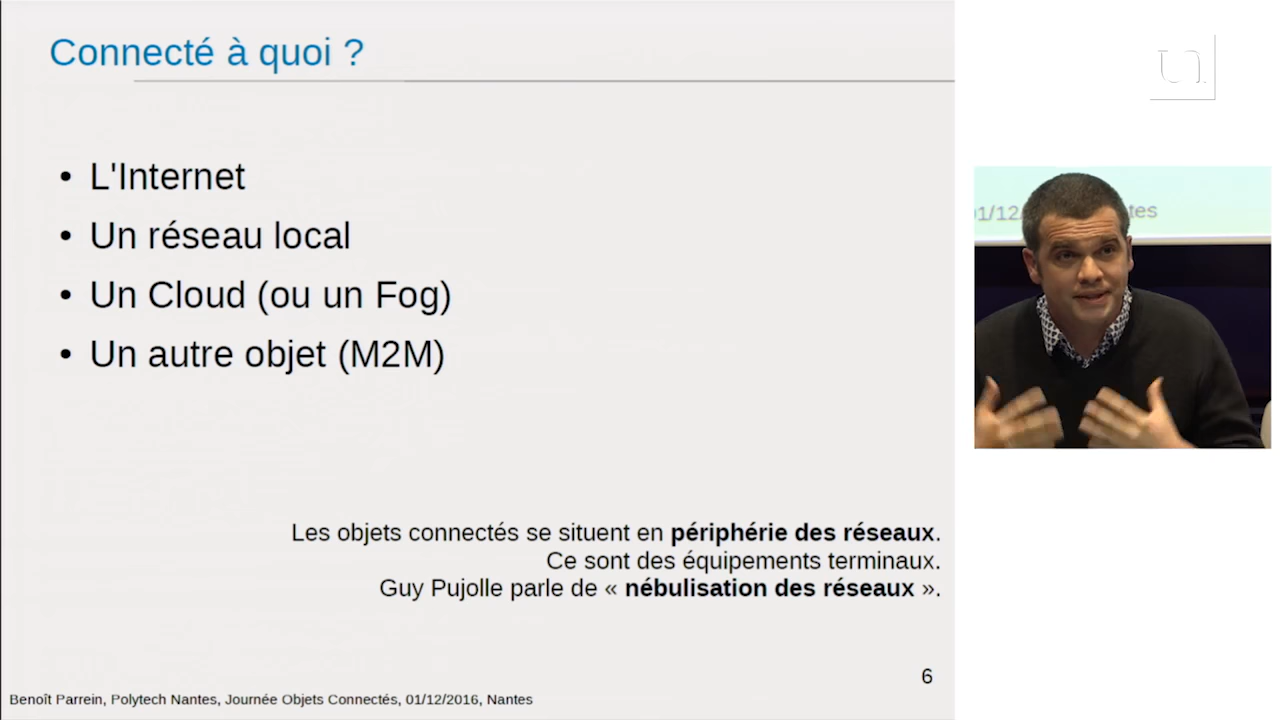 Connecté à quoi ?
• L'Internet
• Un réseau local
• Un Cloud (ou un Fog)
• Un autre objet (M2M)
Les objets connectés se situent en périphérie des réseaux.
Ce sont des équipements terminaux.
Guy Pujolle parle de « nébulisation des réseaux ».
6
Benoît Parrein, Polytech Nantes, Journée Objets Connectés, 01/12/2016, Nantes